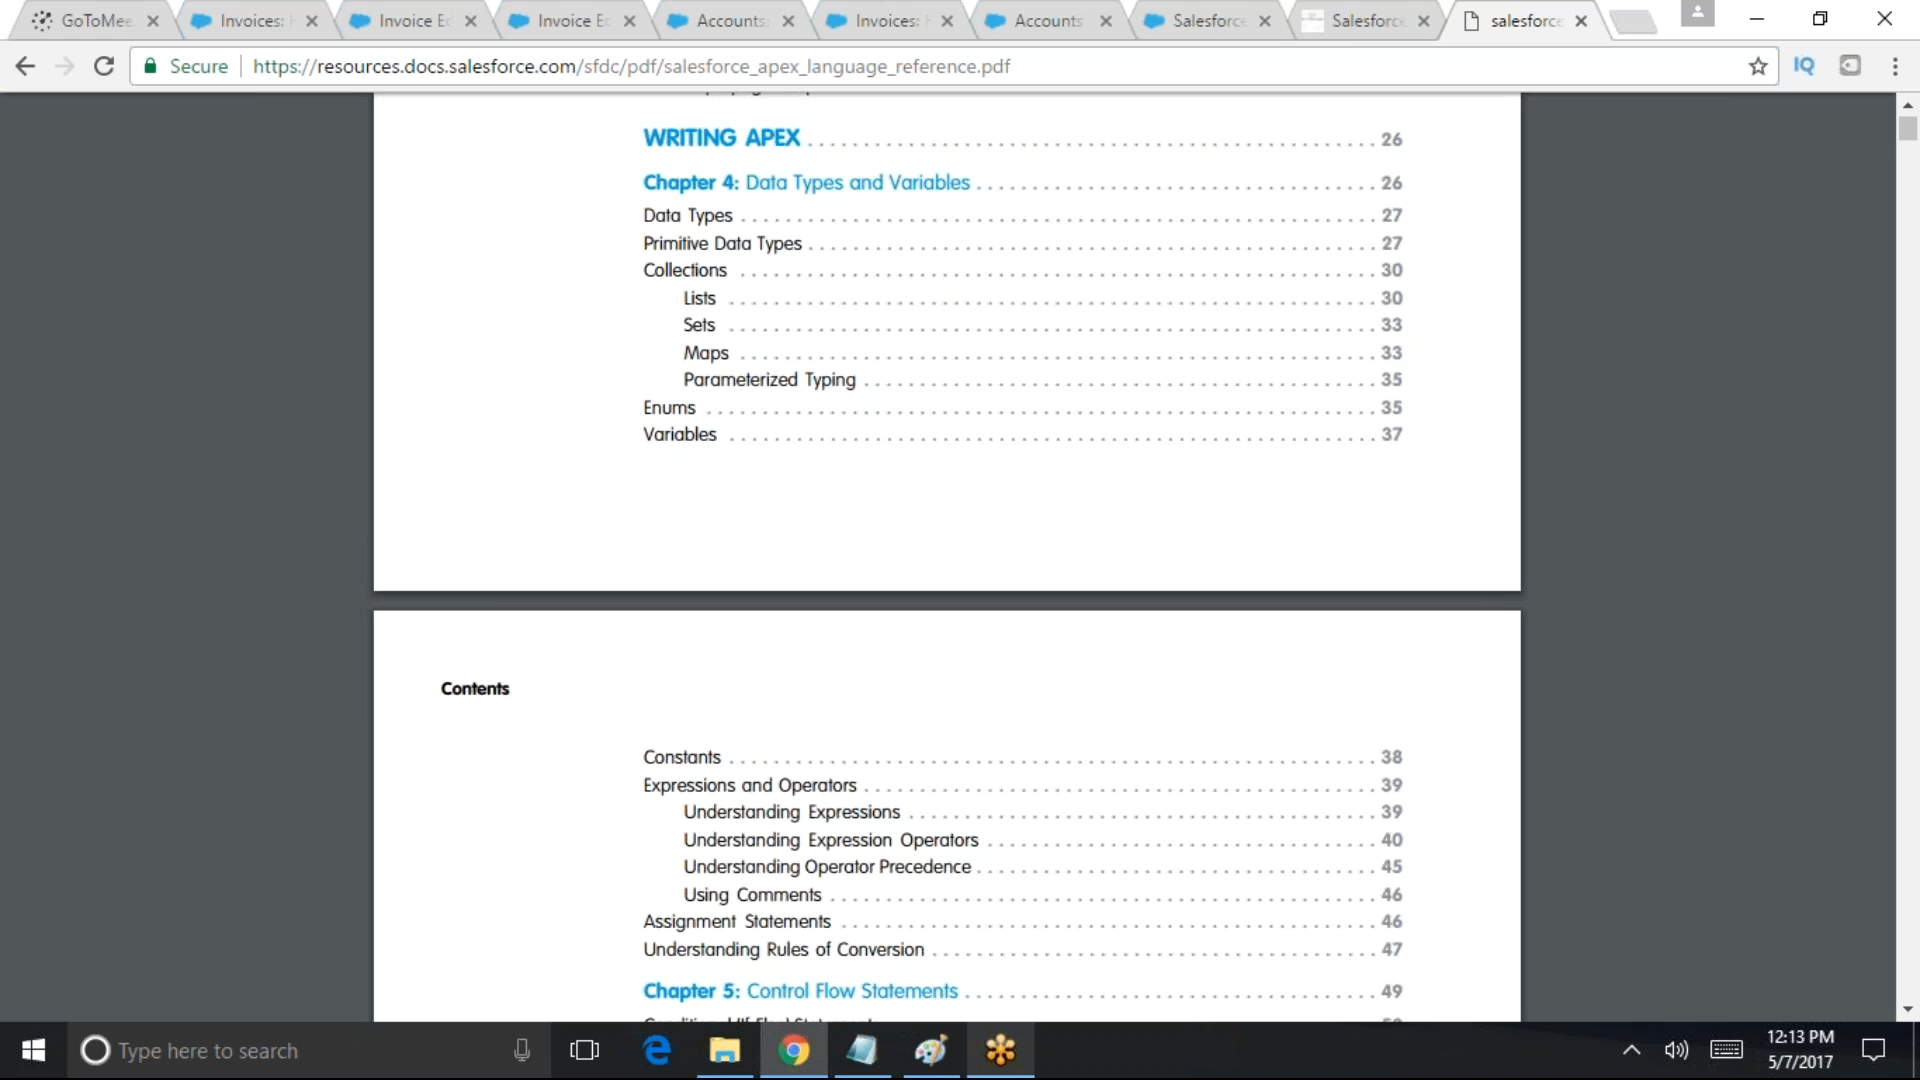 GoToMee
Invoices: H
Invoice Ed
Invoice Ed
Accounts:
Invoices: H
Accounts
Salesforce
Salesforce
salesforce
Secure https://resources.docs.salesforce.com/sfdc/pdf/salesforce_apex_language_reference.pdf IQ
WRITING APEX 26
Chapter 4: Data Types and Variables 26
Data Types 27
Primitive Data Types 27
Collections 30
Lists 30
Sets 33
Maps 33
Parameterized Typing 35
Enums 35
Variables 37
Contents
Constants 38
Expressions and Operators 39
Understanding Expressions 39
Understanding Expression Operators 40
Understanding Operator Precedence 45
Using Comments 46
Assignment Statements 46
Understanding Rules of Conversion 47
Chapter 5: Control Flow Statements 49
Type here to search
12:13 PM
5/7/2017